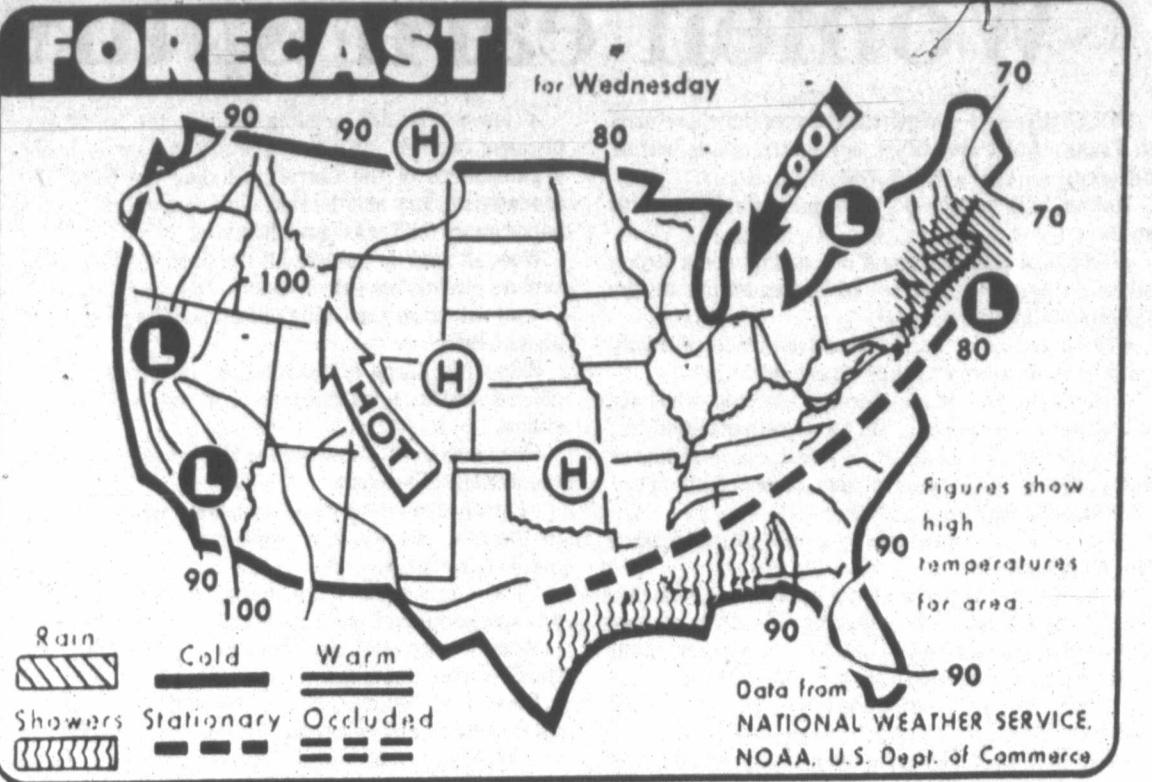 FORECAST
for Wednesday
70
90
90
H
80
COOL
L
70
100
L
L
80
H
HOT
L
H
Figures show
high
90
temperatures
90
for area.
100
90
Rain
Cold
Warm
90
Data from
Showers
Stationary
Occluded
NATIONAL WEATHER SERVICE,
NOAA, U.S. Dept. of Commerce